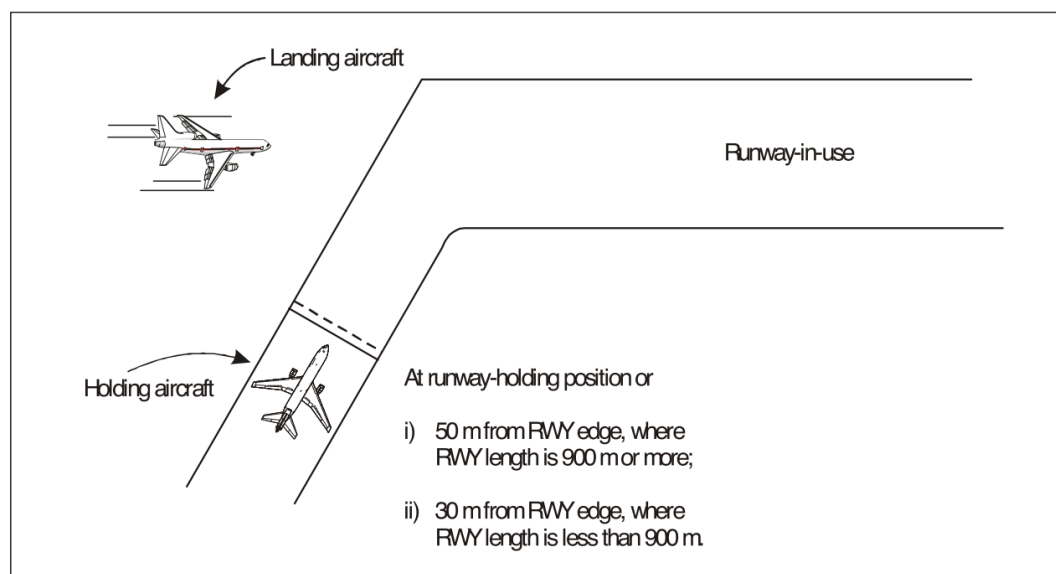 Landing aircraft
Runway-in-use
Holding aircraft
At runway-holding position or
i) 50 m from RWY edge, where
RWY length is 900 m or more;
ii) 30 m from RWY edge, where
RWY length is less than 900 m.